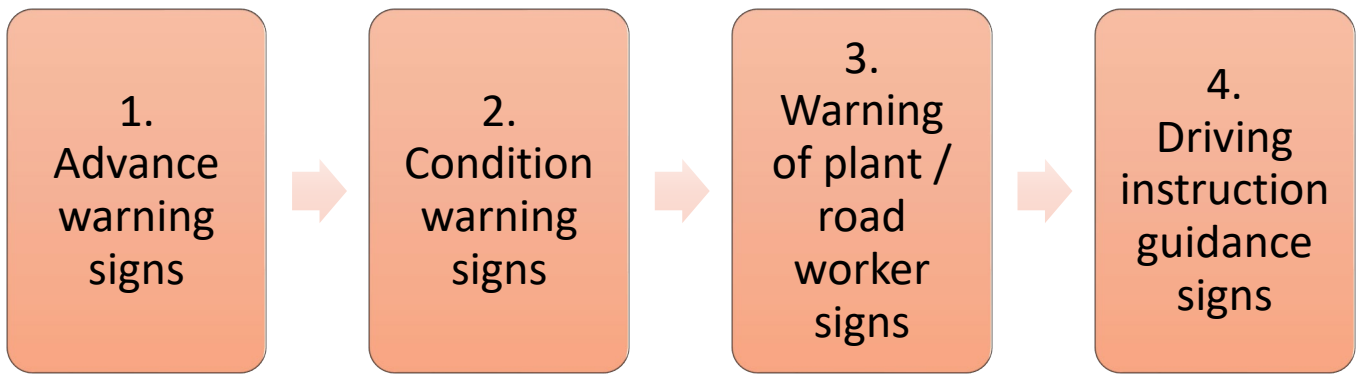 1.
Advance
warning
signs
2.
Condition
warning
signs
3.
Warning
of plant /
road
worker
signs
4.
Driving
instruction
guidance
signs